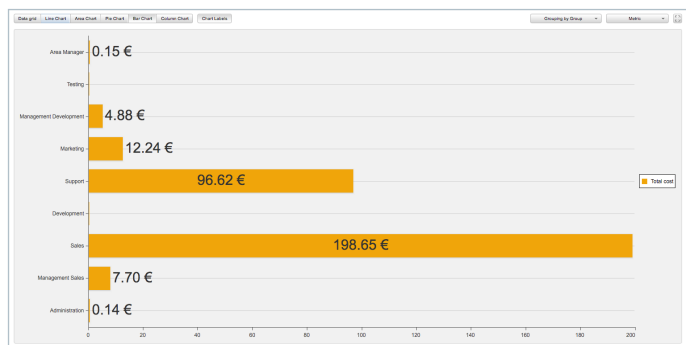 Data grid Line Chart Area Chart Pie Chart Bar Chart Column Chart Chart Labels Grouping by Group Metric
Area Manager 0.15 €
Testing
Management Development 4.88 €
Marketing 12.24 €
Support 96.62 €
Total cost
Development
Sales 198.65 €
Management Sales 7.70 €
Administration 0.14 €
0 20 40 60 80 100 120 140 160 180 200